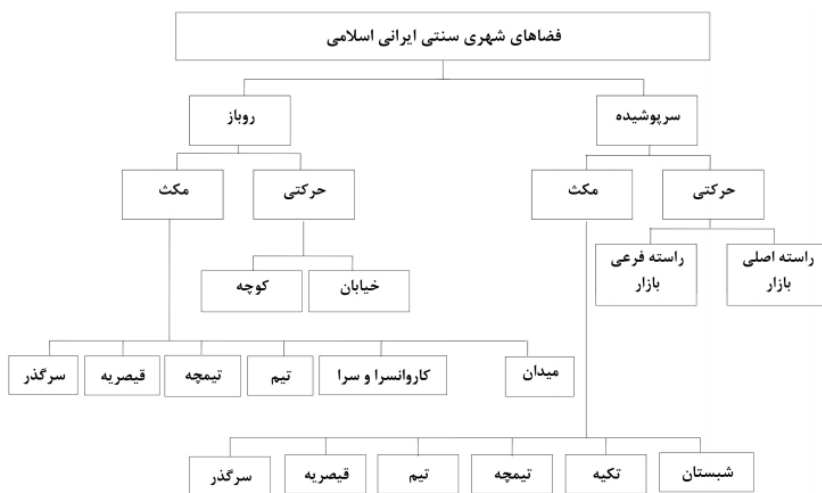 فضاهای شهری سنتی ایرانی اسلامی
سرپوشیده
روباز
حرکتی
مکث
حرکتی
مکث
راسته اصلی
بازار
راسته فرعی
بازار
خیابان
کوچه
میدان
کاروانسرا و سرا
تیم
تیمچه
قیصریه
سرگذر
شبستان
تکیه
تیمچه
تیم
قیصریه
سرگذر